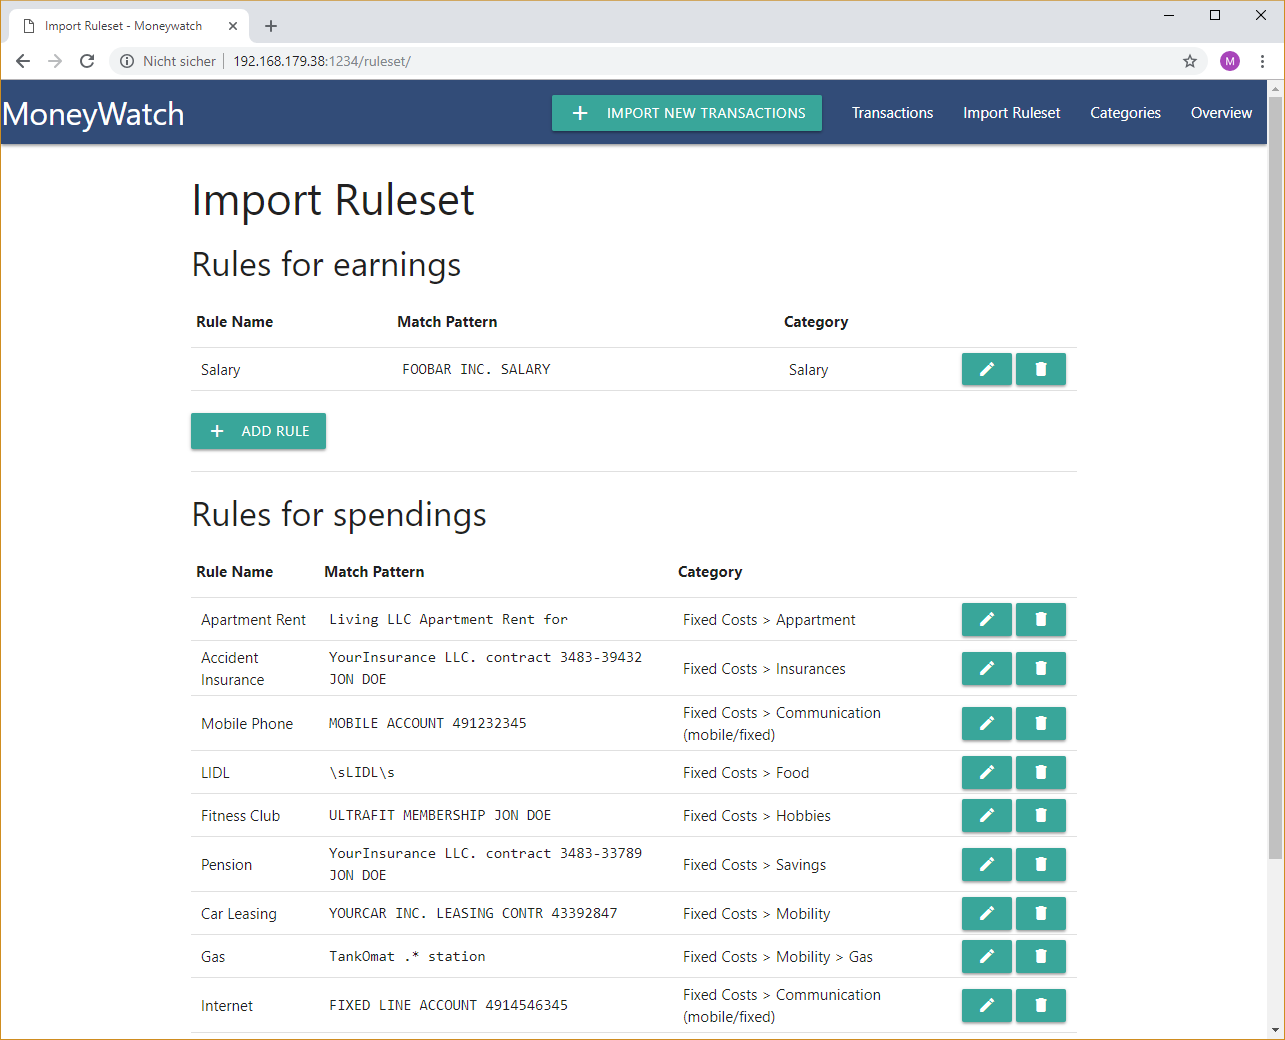 Import Ruleset - Moneywatch
Nicht sicher
192.168.179.38:1234/ruleset/
M
MoneyWatch
IMPORT NEW TRANSACTIONS
Transactions
Import Ruleset
Categories
Overview
Import Ruleset
Rules for earnings
Rule Name Match Pattern Category
Salary FOOBAR INC. SALARY Salary
ADD RULE
Rules for spendings
Rule Name Match Pattern Category
Apartment Rent Living LLC Apartment Rent for Fixed Costs > Appartment
Accident
Insurance
YourInsurance LLC. contract 3483-39432
JON DOE
Fixed Costs > Insurances
Mobile Phone MOBILE ACCOUNT 491232345
Fixed Costs > Communication
(mobile/fixed)
LIDL \sLIDL\s Fixed Costs > Food
Fitness Club ULTRAFIT MEMBERSHIP JON DOE Fixed Costs > Hobbies
Pension
YourInsurance LLC. contract 3483-33789
JON DOE
Fixed Costs > Savings
Car Leasing YOURCAR INC. LEASING CONTR 43392847 Fixed Costs > Mobility
Gas TankOmat .* station Fixed Costs > Mobility > Gas
Internet FIXED LINE ACCOUNT 4914546345
Fixed Costs > Communication
(mobile/fixed)